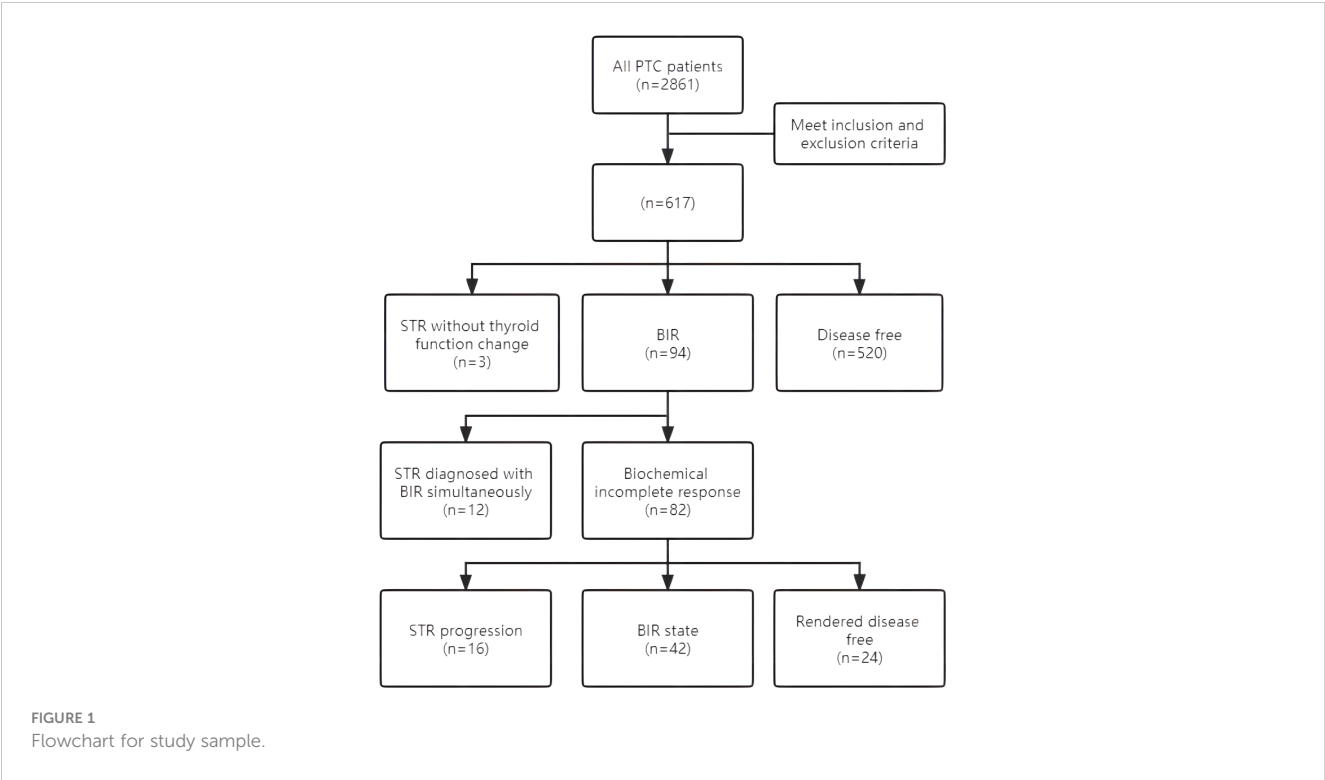 All PTC patients
(n=2861)
Meet inclusion and
exclusion criteria
(n=617)
STR without thyroid
function change
(n=3)
BIR
(n=94)
Disease free
(n=520)
STR diagnosed with
BIR simultaneously
(n=12)
Biochemical
incomplete response
(n=82)
STR progression
(n=16)
BIR state
(n=42)
Rendered disease
free
(n=24)
FIGURE 1
Flowchart for study sample.